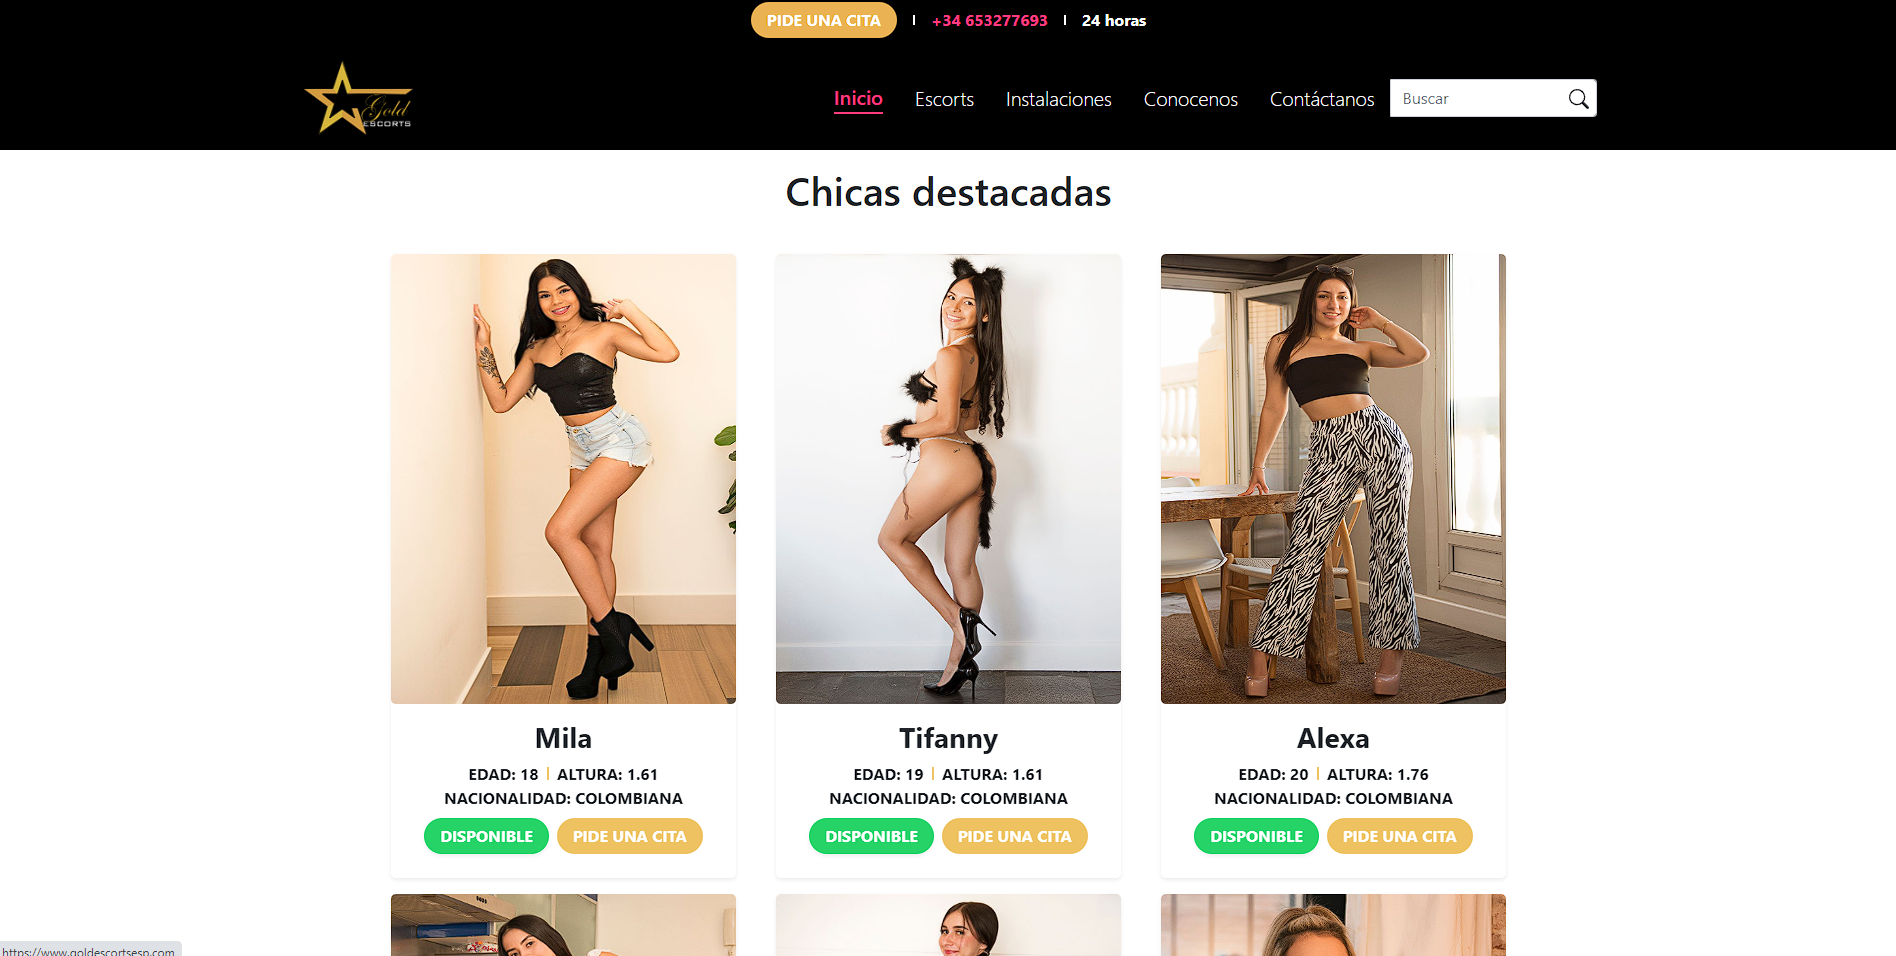 PIDE UNA CITA | +34 653277693 | 24 horas
Gold
ESCORTS
Inicio Escorts Instalaciones Conocenos Contáctanos Buscar
Chicas destacadas
Mila
EDAD: 18 | ALTURA: 1.61
NACIONALIDAD: COLOMBIANA
DISPONIBLE PIDE UNA CITA
Tifanny
EDAD: 19 | ALTURA: 1.61
NACIONALIDAD: COLOMBIANA
DISPONIBLE PIDE UNA CITA
Alexa
EDAD: 20 | ALTURA: 1.76
NACIONALIDAD: COLOMBIANA
DISPONIBLE PIDE UNA CITA
https://www.goldescortsesp.com